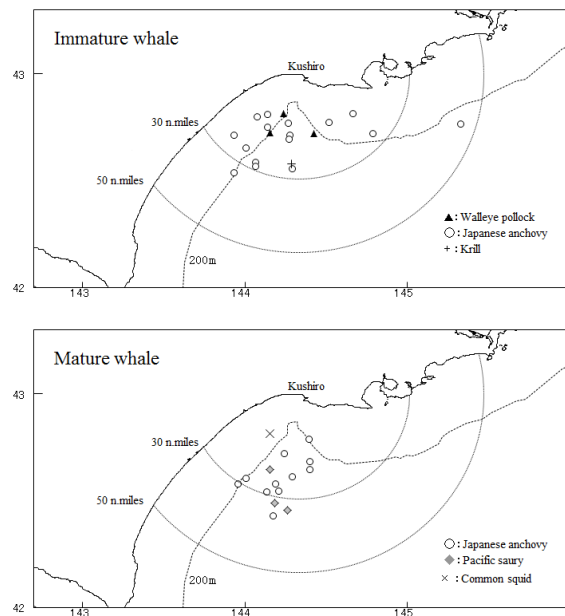 Immature whale
Kushiro
43
30 n.miles
50 n.miles
▲ : Walleye pollock
○ : Japanese anchovy
+ : Krill
200m
42
143
144
145
Mature whale
Kushiro
43
30 n.miles
50 n.miles
○ : Japanese anchovy
◆ : Pacific saury
× : Common squid
200m
42
143
144
145